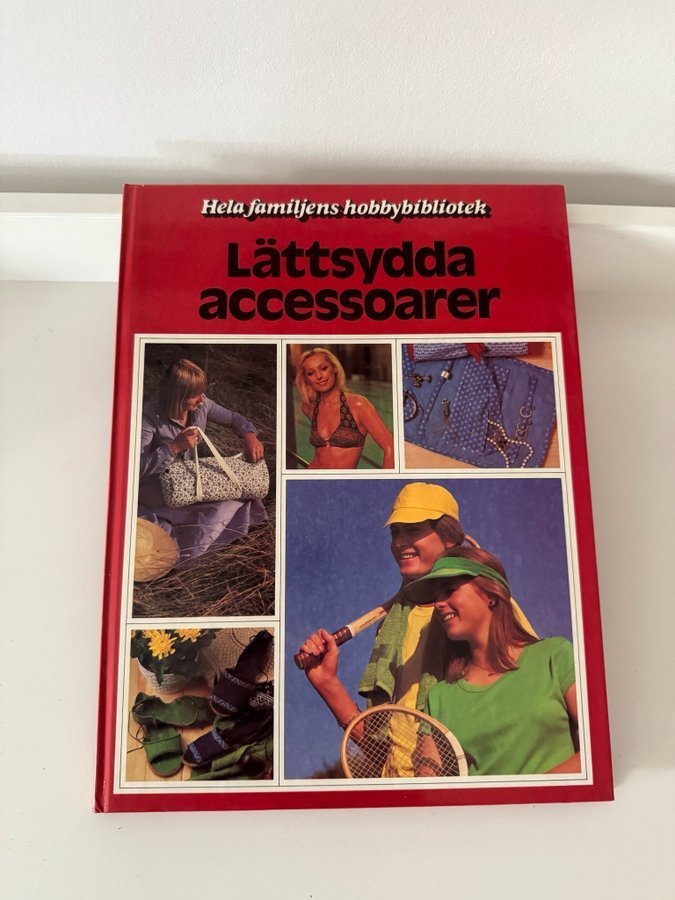 Hela familjens hobbybibliotek
Lättsydda
accessoarer